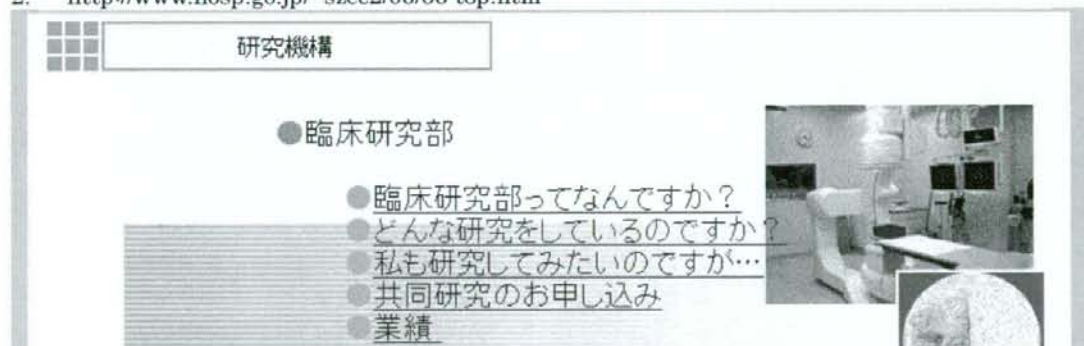 研究機構
●臨床研究部
●臨床研究部ってなんですか？
●どんな研究をしているのですか？
●私も研究してみたいのですが…
●共同研究のお申し込み
●業績